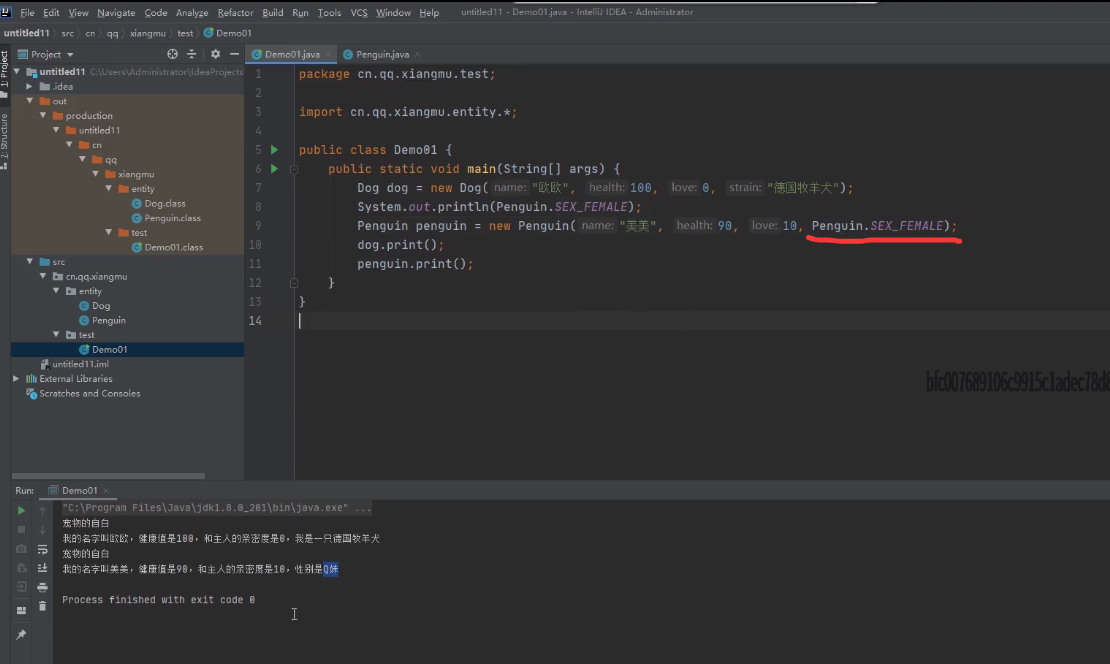 File Edit View Navigate Code Analyze Refactor Build Run Tools VCS Window Help untitled11 - Demo01.java - IntelliJ IDEA - Administrator
untitled11 src cn qq xiangmu test Demo01
Project
Demo01.java
Penguin.java
1: Project
Z: Structure
untitled11 C:\Users\Administrator\IdeaProjects
.idea
out
production
untitled11
cn
qq
xiangmu
entity
Dog.class
Penguin.class
test
Demo01.class
src
cn.qq.xiangmu
entity
Dog
Penguin
test
Demo01
untitled11.iml
External Libraries
Scratches and Consoles
1 package cn.qq.xiangmu.test;
2
3 import cn.qq.xiangmu.entity.*;
4
5 public class Demo01 {
6 public static void main(String[] args) {
7 Dog dog = new Dog( name: "欧欧", health: 100, love: 0, strain: "德国牧羊犬");
8 System.out.println(Penguin.SEX_FEMALE);
9 Penguin penguin = new Penguin( name: "美美", health: 90, love: 10, Penguin.SEX_FEMALE);
10 dog.print();
11 penguin.print();
12 }
13 }
14
Run: Demo01
"C:\Program Files\Java\jdk1.8.0_201\bin\java.exe" ...
宠物的自白
我的名字叫欧欧，健康值是100，和主人的亲密度是0，我是一只德国牧羊犬
宠物的自白
我的名字叫美美，健康值是90，和主人的亲密度是10，性别是Q妹
Process finished with exit code 0